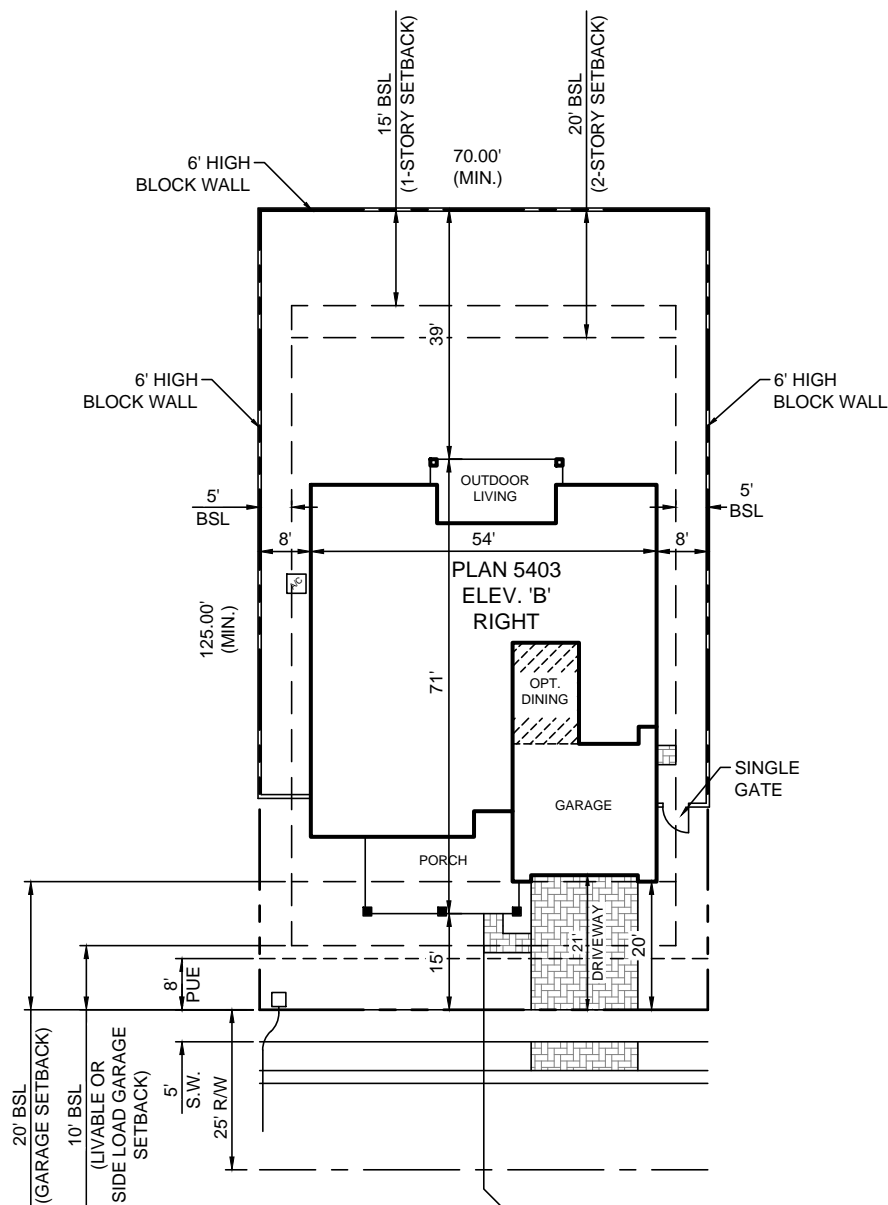 15' BSL
(1-STORY SETBACK)
20' BSL
(2-STORY SETBACK)
70.00'
(MIN.)
6' HIGH
BLOCK WALL
39'
6' HIGH
BLOCK WALL
6' HIGH
BLOCK WALL
OUTDOOR
LIVING
5'
BSL
5'
BSL
8'
54'
8'
PLAN 5403
ELEV. 'B'
RIGHT
A/C
125.00'
(MIN.)
71'
OPT.
DINING
SINGLE
GATE
GARAGE
PORCH
15'
21'
DRIVEWAY
20'
8'
PUE
20' BSL
(GARAGE SETBACK)
10' BSL
(LIVABLE OR
SIDE LOAD GARAGE
SETBACK)
5'
S.W.
25' R/W